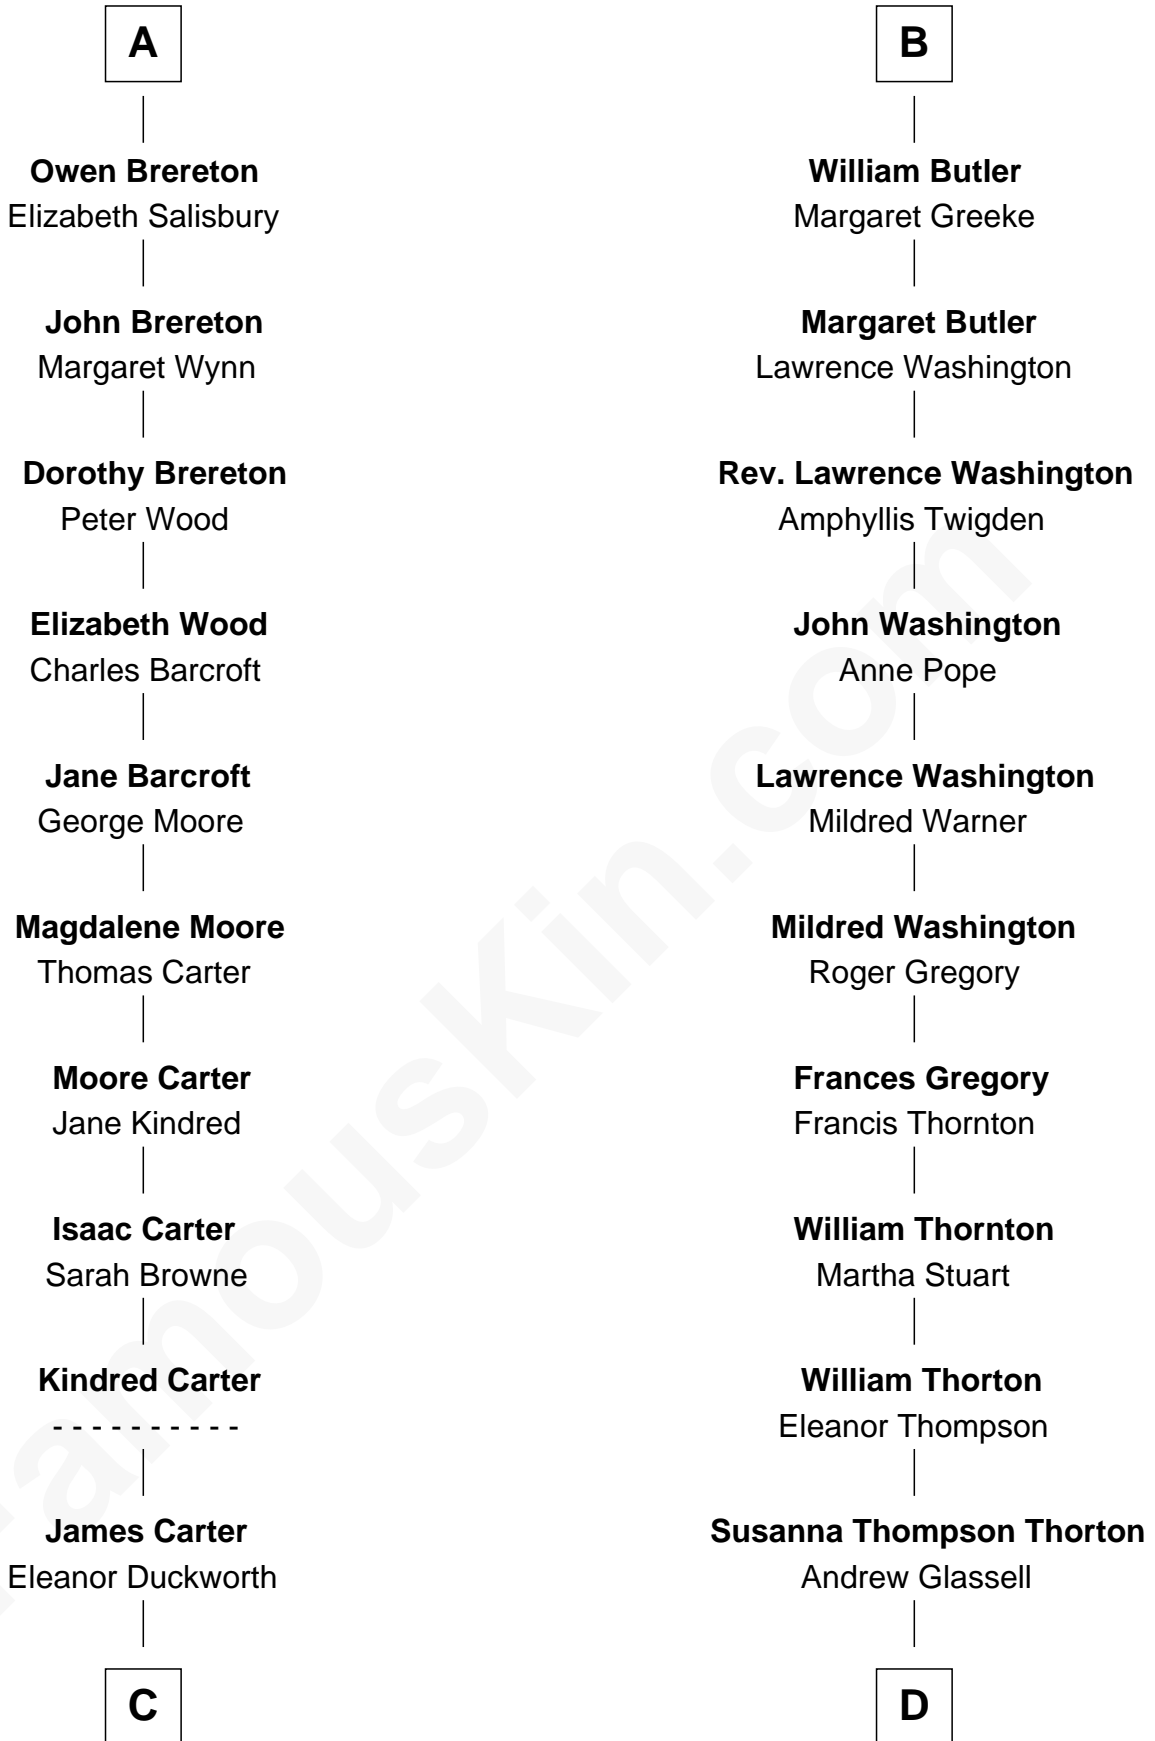 A
Owen Brereton
Elizabeth Salisbury
John Brereton
Margaret Wynn
Dorothy Brereton
Peter Wood
Elizabeth Wood
Charles Barcroft
Jane Barcroft
George Moore
Magdalene Moore
Thomas Carter
Moore Carter
Jane Kindred
Isaac Carter
Sarah Browne
Kindred Carter
- - - - - - - - - -
James Carter
Eleanor Duckworth
C
B
William Butler
Margaret Greeke
Margaret Butler
Lawrence Washington
Rev. Lawrence Washington
Amphyllis Twigden
John Washington
Anne Pope
Lawrence Washington
Mildred Warner
Mildred Washington
Roger Gregory
Frances Gregory
Francis Thornton
William Thornton
Martha Stuart
William Thorton
Eleanor Thompson
Susanna Thompson Thorton
Andrew Glassell
D
FamousKin.com